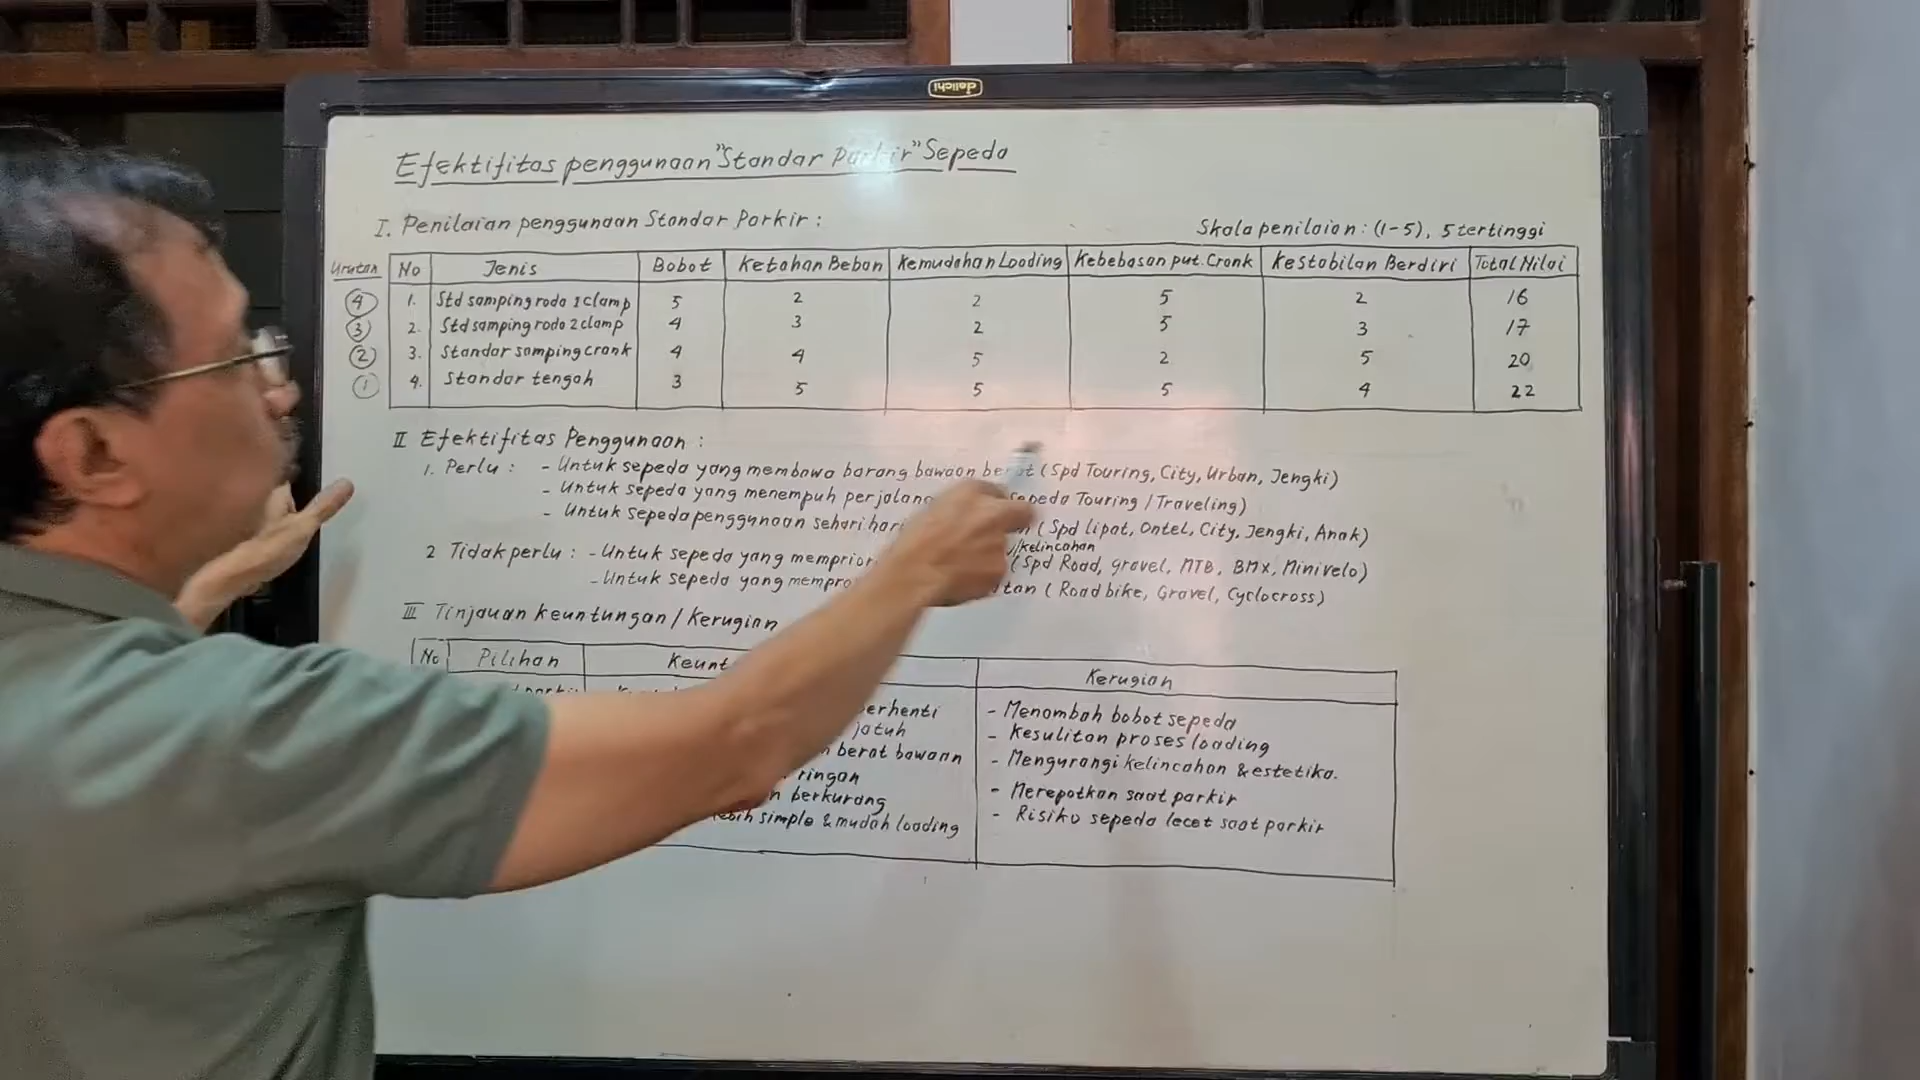 daiichi
Efektifitas penggunaan "Standar Parkir" Sepeda
I. Penilaian penggunaan Standar Parkir :
Skala penilaian : (1-5), 5 tertinggi
Urutan No Jenis Bobot Ketahan Beban Kemudahan Loading Kebebasan put. Crank Kestabilan Berdiri Total Nilai
4 1. Std samping roda 1 clamp 5 2 2 5 2 16
3 2. Std samping roda 2 clamp 4 3 2 5 3 17
2 3. Standar samping crank 4 4 5 2 5 20
1 4. Standar tengah 3 5 5 5 4 22
II Efektifitas Penggunaan :
1. Perlu : - Untuk sepeda yang membawa barang bawaan berat (Spd Touring, City, Urban, Jengki)
- Untuk sepeda yang menempuh Sepeda Touring / Traveling)
- Untuk sepeda penggunaan sehari hari (Spd lipat, Ontel, City, Jengki, Anak)
2 Tidak perlu : - Untuk sepeda yang /kelincahan (Spd Road, gravel, MTB, BMX, Minivelo)
- Untuk sepeda yang (Road bike, Gravel, Cyclocross)
III Tinjauan keuntungan / Kerugian
No Pilihan Kerugian
berhenti
jatuh
berat bawaan
ringan
berkurang
lebih simple & mudah loading
- Menambah bobot sepeda
- Kesulitan proses loading
- Mengurangi kelincahan & estetika.
- Merepotkan saat parkir
- Risiko sepeda lecet saat parkir